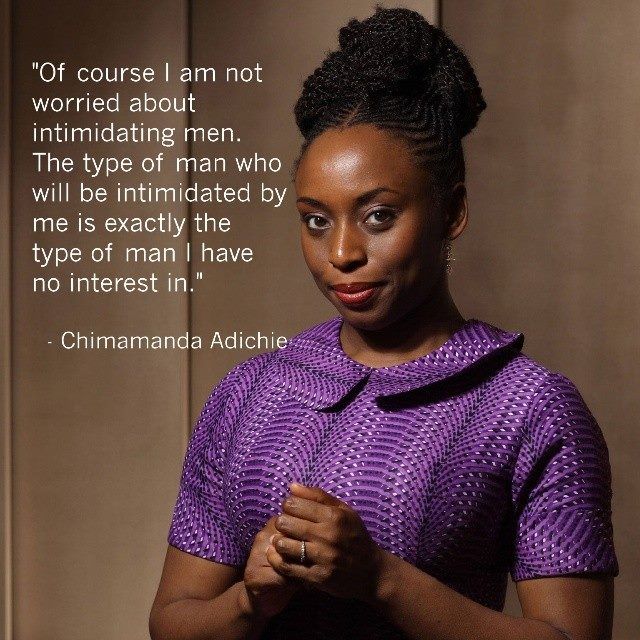 "Of course I am not
worried about
intimidating men.
The type of man who
will be intimidated by
me is exactly the
type of man I have
no interest in."
- Chimamanda Adichie